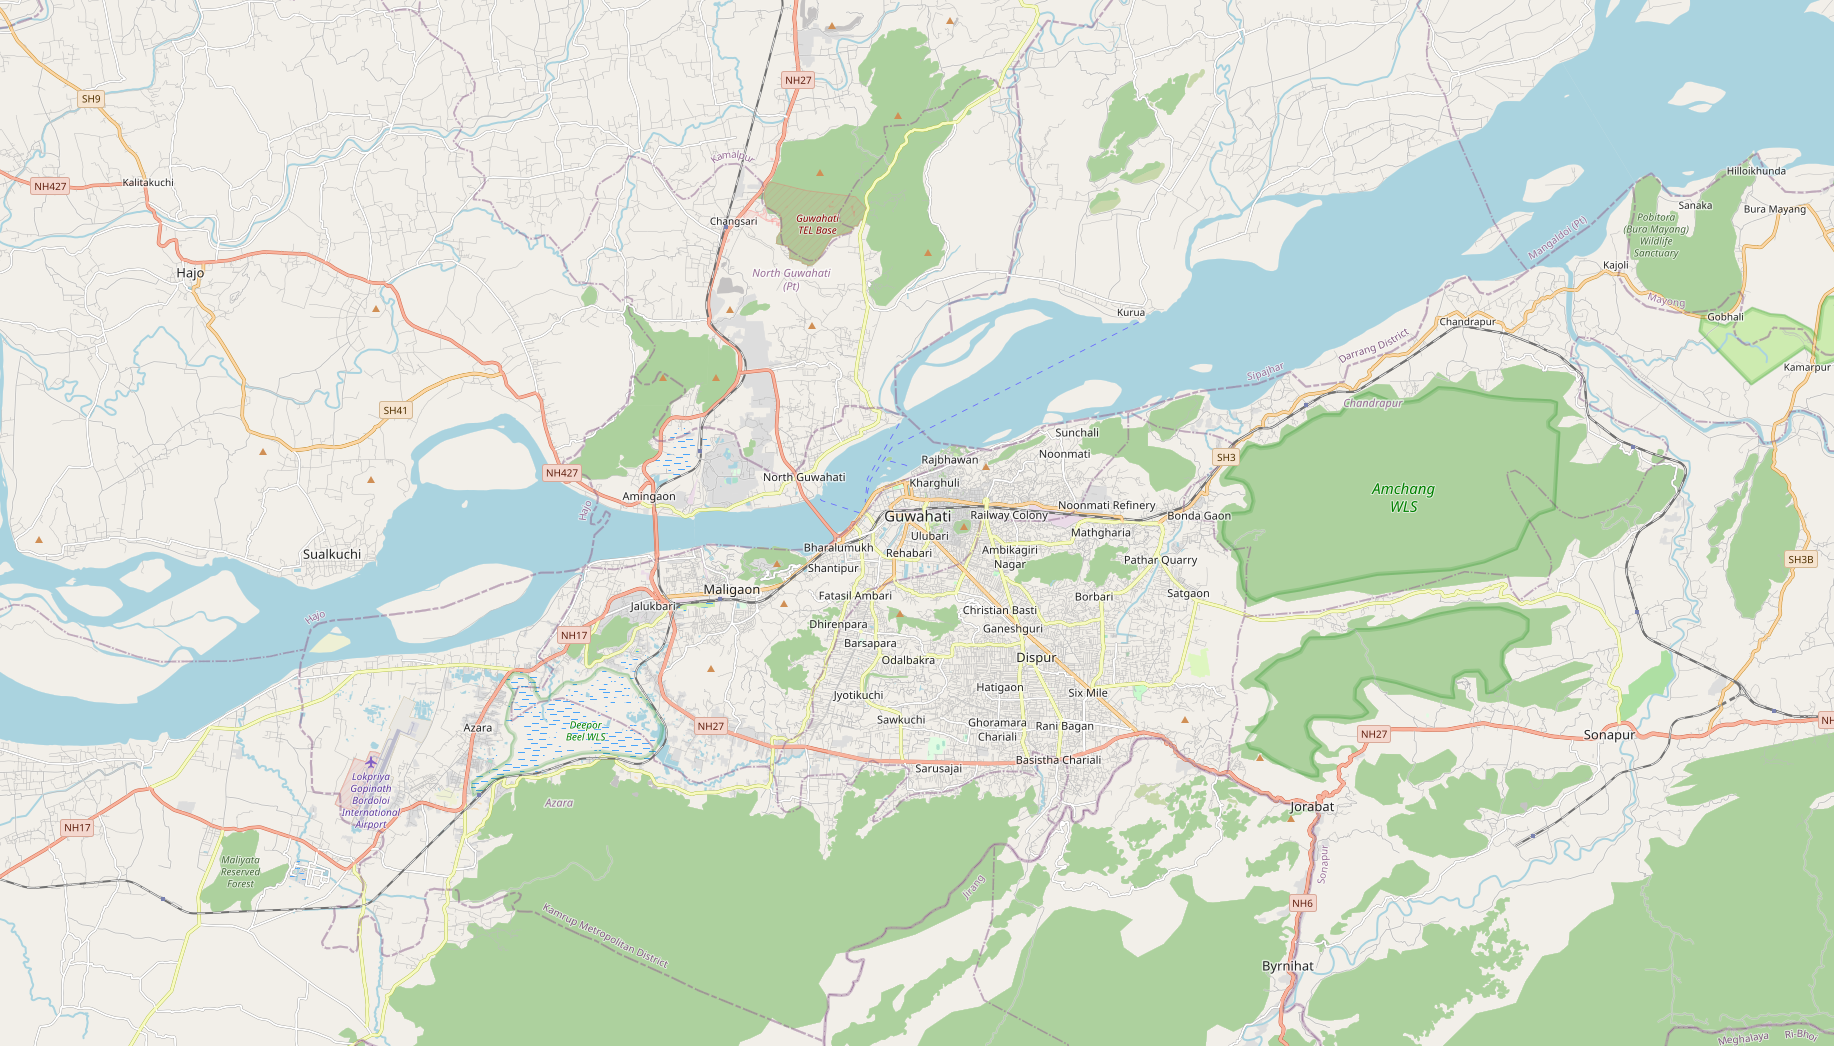 NH27
SH9
Kamalpur
Hilloikhunda
NH427
Kalitakuchi
Sanaka
Bura Mayang
Changsari
Guwahati
TEL Base
Pobitora
(Bura Mayang)
Wildlife
Sanctuary
Mangaldoi (Pt)
Hajo
North Guwahati
(Pt)
Kajoli
Mayong
Kurua
Gobhali
Chandrapur
Darrang District
Sipajhar
Kamarpur
SH41
Chandrapur
Sunchali
Noonmati
Rajbhawan
SH3
NH427
North Guwahati
Kharghuli
Amchang
WLS
Amingaon
Hajo
Guwahati
Railway Colony
Noonmati Refinery
Bonda Gaon
Ulubari
Mathgharia
Sualkuchi
Bharalumukh
Rehabari
Ambikagiri
Nagar
Pathar Quarry
SH3B
Shantipur
Maligaon
Fatasil Ambari
Borbari
Satgaon
Jalukbari
Christian Basti
Hajo
Dhirenpara
Ganeshguri
NH17
Barsapara
Odalbakra
Dispur
Jyotikuchi
Hatigaon
Six Mile
Sawkuchi
Ghoramara
Chariali
Rani Bagan
Azara
Deepor
Beel WLS
NH27
NH27
Sonapur
NH
Basistha Chariali
Sarusajai
Lokpriya
Gopinath
Bordoloi
International
Airport
Azara
Jorabat
NH17
Maliyata
Reserved
Forest
Sonapur
Jirang
NH6
Kamrup Metropolitan District
Byrnihat
Meghalaya
Ri-Bhoi